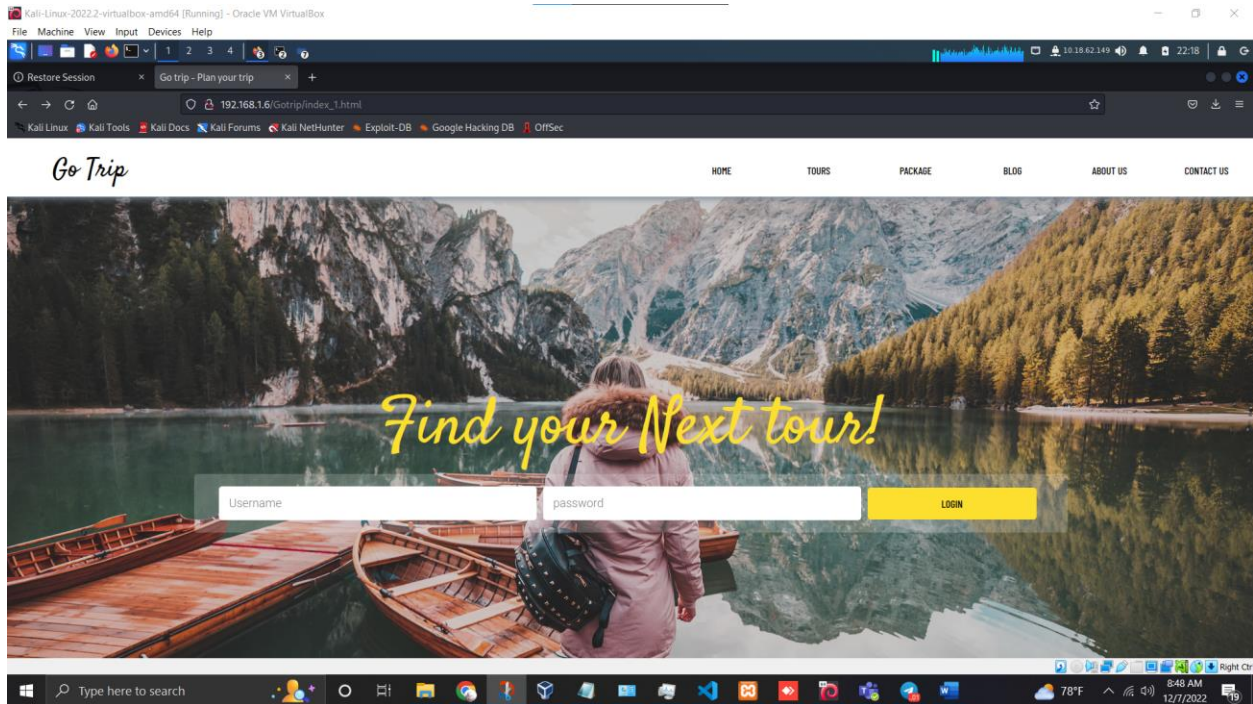 Kali-Linux-2022.2-virtualbox-amd64 [Running] - Oracle VM VirtualBox
File Machine View Input Devices Help
1 2 3 4 10.18.62.149 22:18
Restore Session Go trip - Plan your trip
192.168.1.6/Gotrip/index_1.html
Kali Linux Kali Tools Kali Docs Kali Forums Kali NetHunter Exploit-DB Google Hacking DB OffSec
Go Trip HOME TOURS PACKAGE BLOG ABOUT US CONTACT US
Find your Next tour!
Username password LOGIN
Right Ctr
Type here to search 78°F 8:48 AM
12/7/2022 19